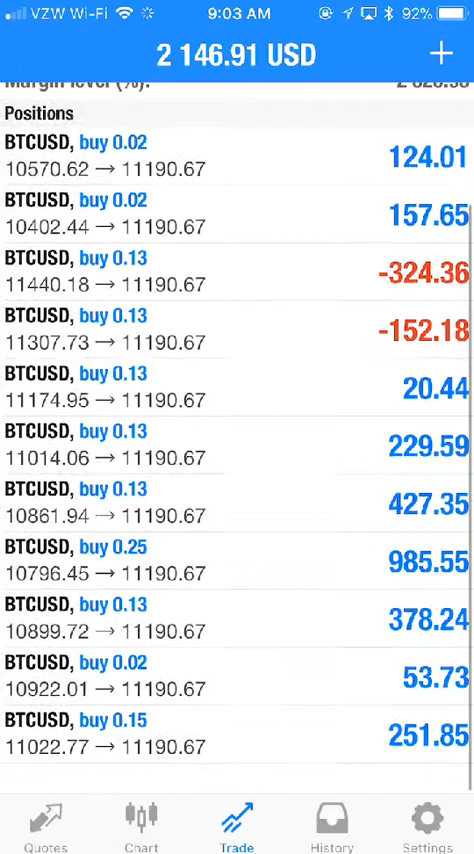 VZW Wi-Fi 9:03 AM 92%
2 146.91 USD +
Margin level (%):
Positions
BTCUSD, buy 0.02
10570.62 → 11190.67 124.01
BTCUSD, buy 0.02
10402.44 → 11190.67 157.65
BTCUSD, buy 0.13
11440.18 → 11190.67 -324.36
BTCUSD, buy 0.13
11307.73 → 11190.67 -152.18
BTCUSD, buy 0.13
11174.95 → 11190.67 20.44
BTCUSD, buy 0.13
11014.06 → 11190.67 229.59
BTCUSD, buy 0.13
10861.94 → 11190.67 427.35
BTCUSD, buy 0.25
10796.45 → 11190.67 985.55
BTCUSD, buy 0.13
10899.72 → 11190.67 378.24
BTCUSD, buy 0.02
10922.01 → 11190.67 53.73
BTCUSD, buy 0.15
11022.77 → 11190.67 251.85
Quotes Chart Trade History Settings